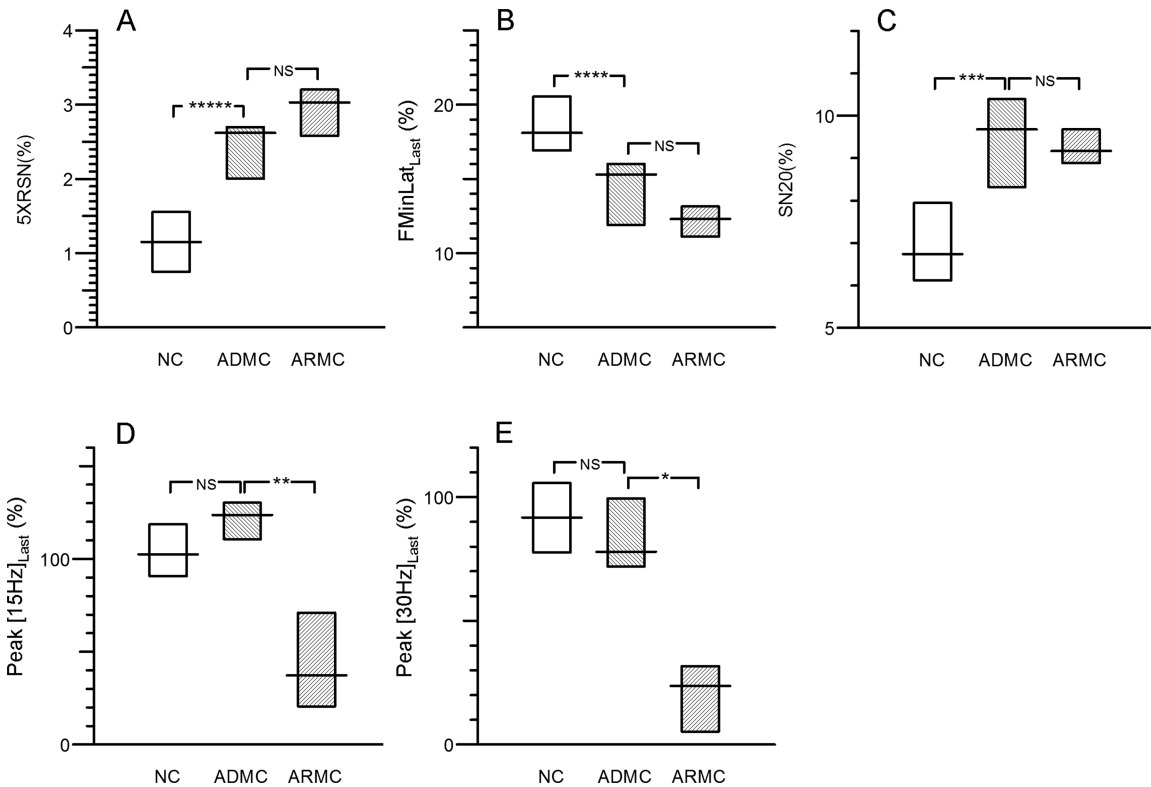 A
5XRSN(%)
4
3
2
1
0
*****
NS
NC ADMC ARMC
B
FMinLatLast (%)
20
10
****
NS
NC ADMC ARMC
C
SN20(%)
10
5
***
NS
NC ADMC ARMC
D
Peak [15Hz]Last (%)
100
0
NS
**
NC ADMC ARMC
E
Peak [30Hz]Last (%)
100
0
NS
*
NC ADMC ARMC